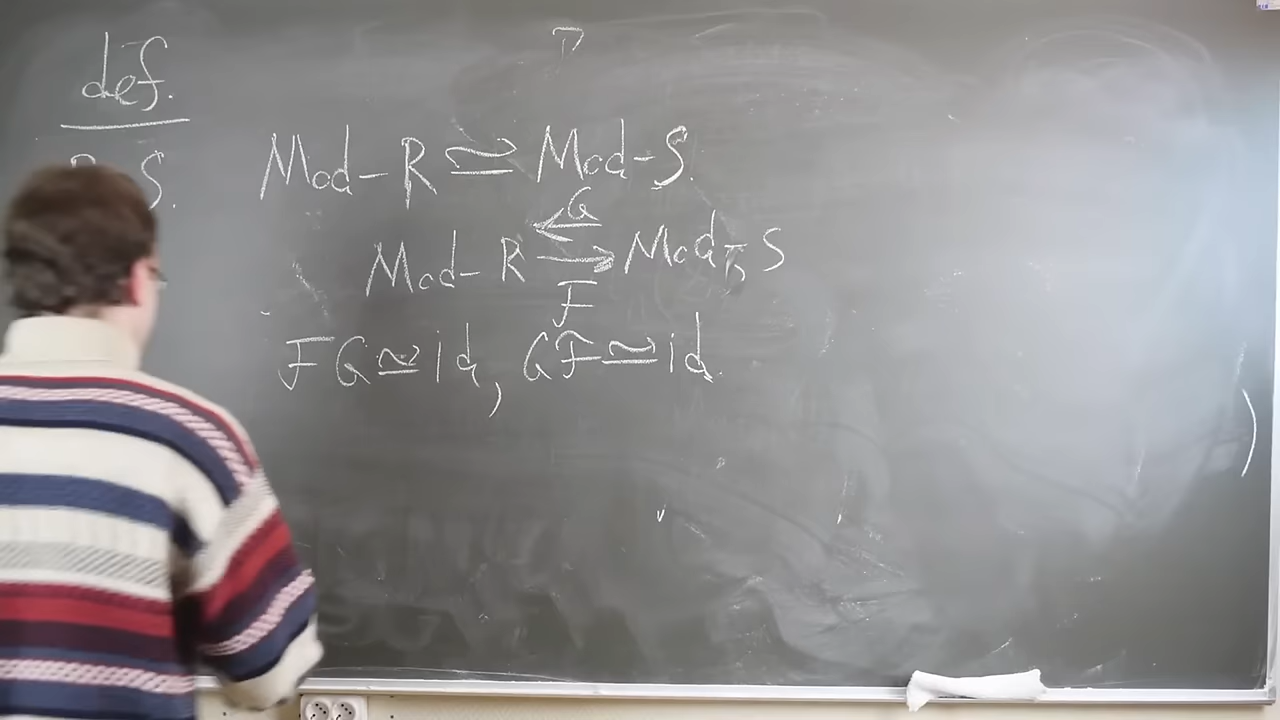 def.
S. Mod-R ≃ Mod-S.
G
Mod-R ⇄ Mod-S
F
FG ≅ id, GF ≅ id.